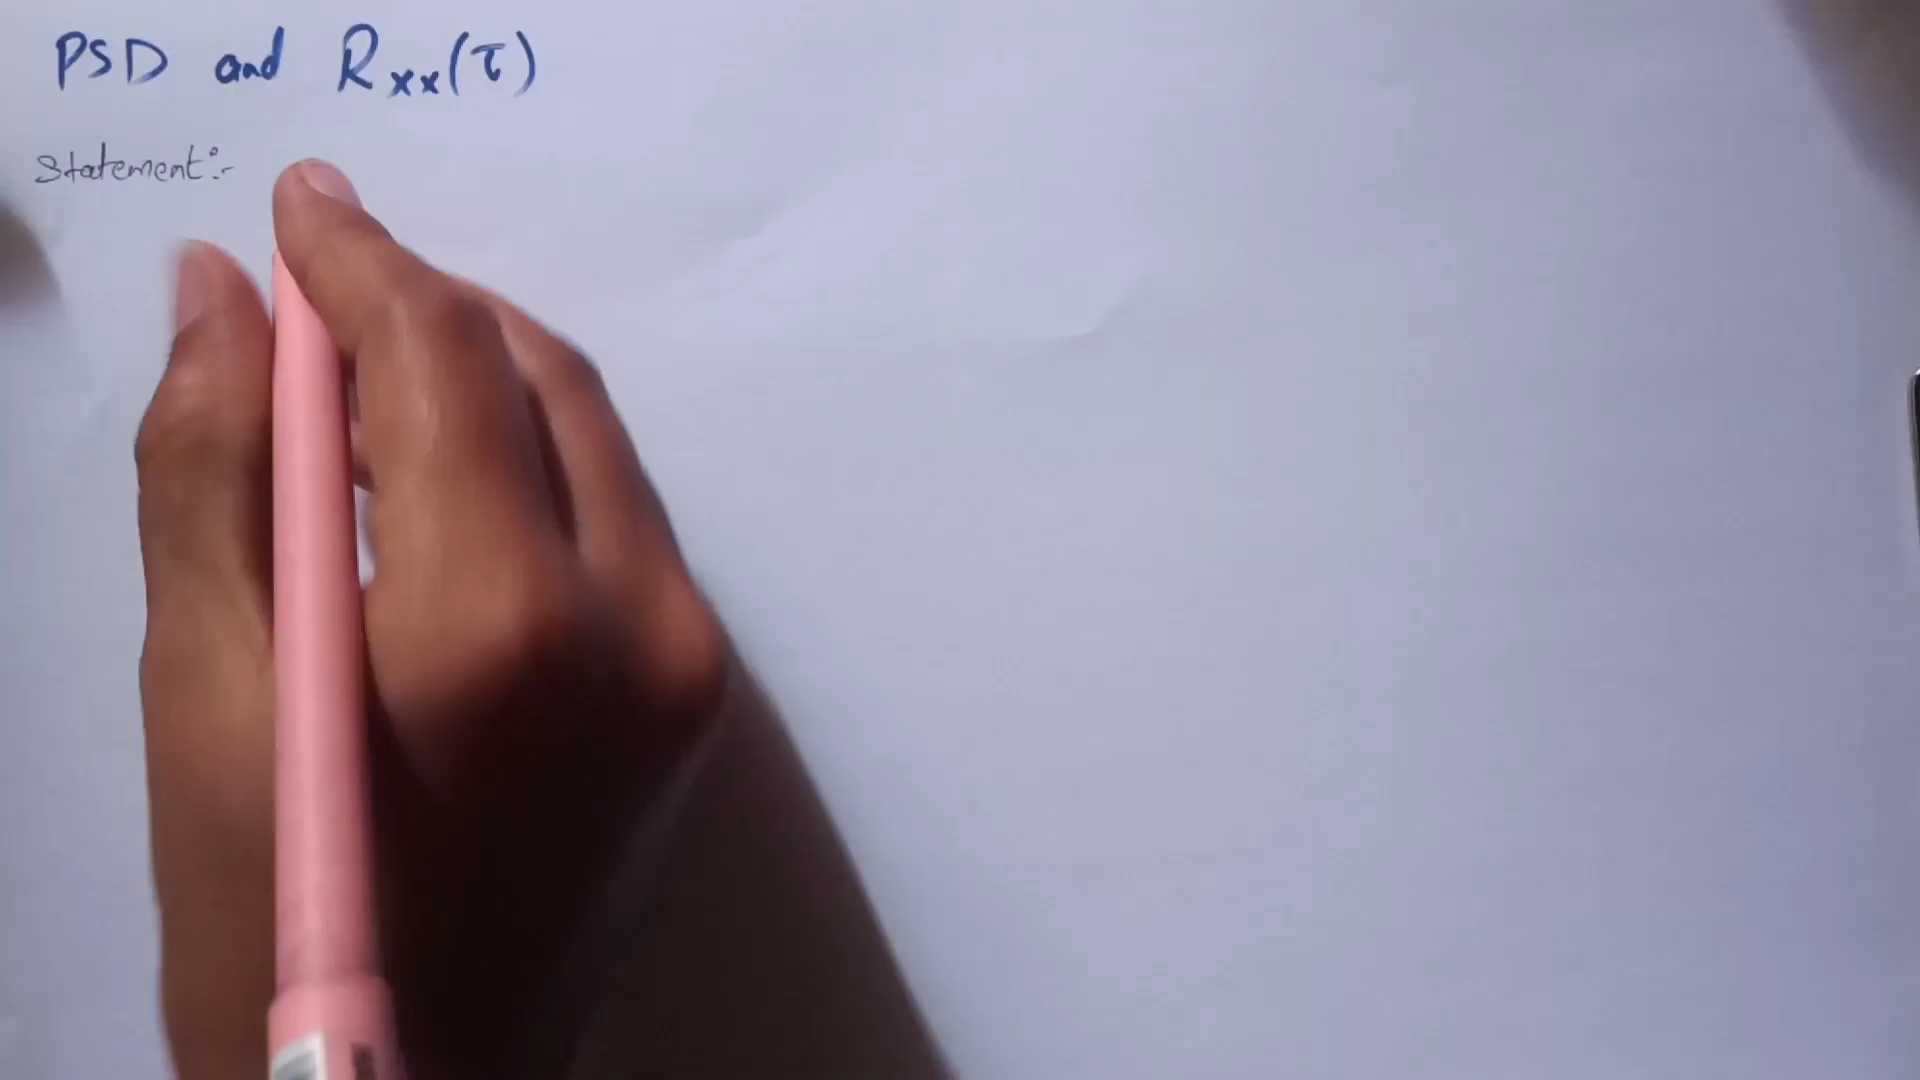 PSD and Rxx(τ)
Statement:-